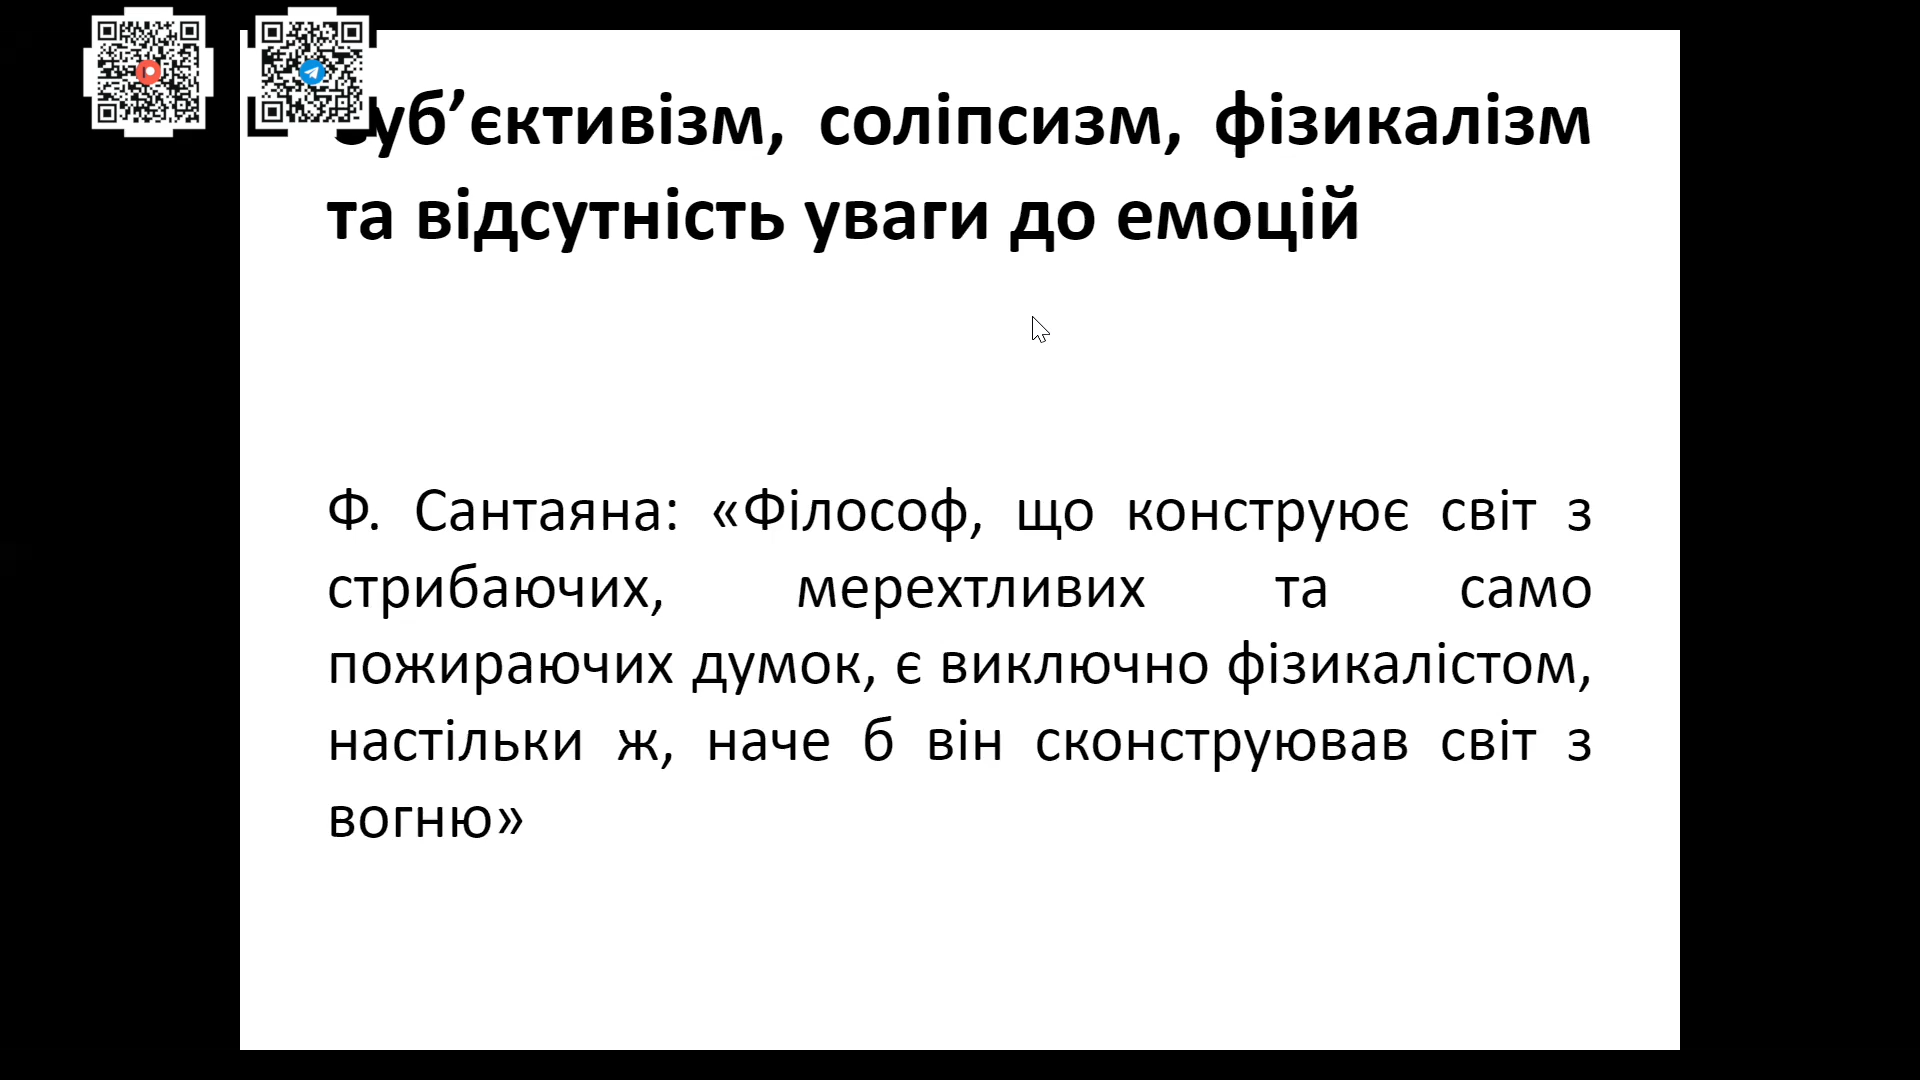 Суб’єктивізм, соліпсизм, фізикалізм
та відсутність уваги до емоцій
Ф. Сантаяна: «Філософ, що конструює світ з
стрибаючих, мерехтливих та само
пожираючих думок, є виключно фізикалістом,
настільки ж, наче б він сконструював світ з
вогню»